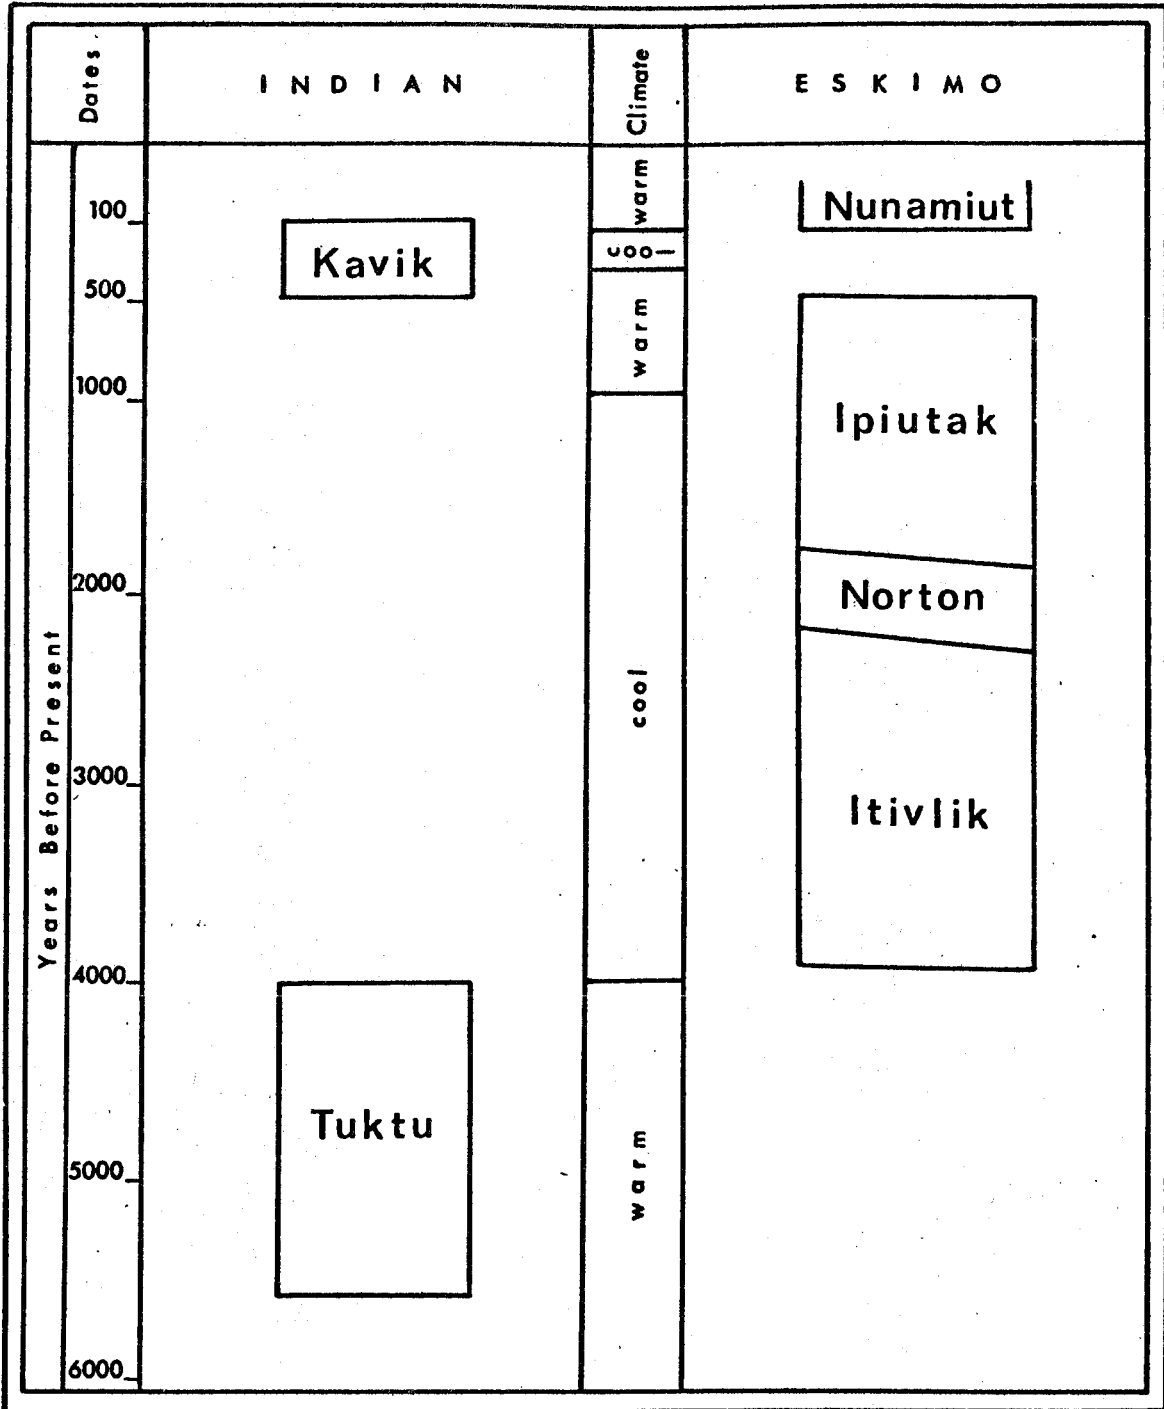 Dates
INDIAN
Climate
ESKIMO
Years Before Present
100
500
1000
2000
3000
4000
5000
6000
Kavik
Tuktu
warm
cool
warm
cool
warm
Nunamiut
Ipiutak
Norton
Itivlik